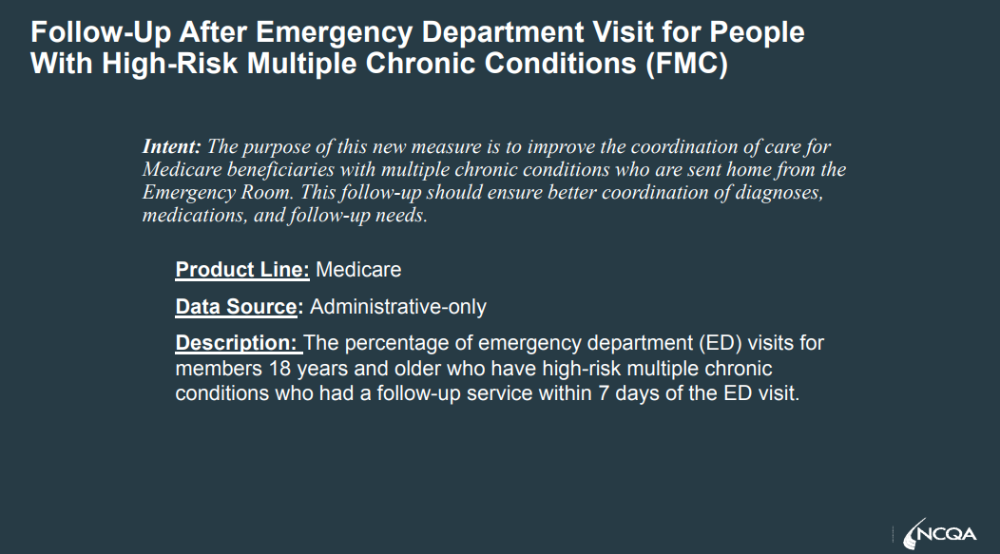 Follow-Up After Emergency Department Visit for People
With High-Risk Multiple Chronic Conditions (FMC)
Intent: The purpose of this new measure is to improve the coordination of care for
Medicare beneficiaries with multiple chronic conditions who are sent home from the
Emergency Room. This follow-up should ensure better coordination of diagnoses,
medications, and follow-up needs.
Product Line: Medicare
Data Source: Administrative-only
Description: The percentage of emergency department (ED) visits for
members 18 years and older who have high-risk multiple chronic
conditions who had a follow-up service within 7 days of the ED visit.
NCQA